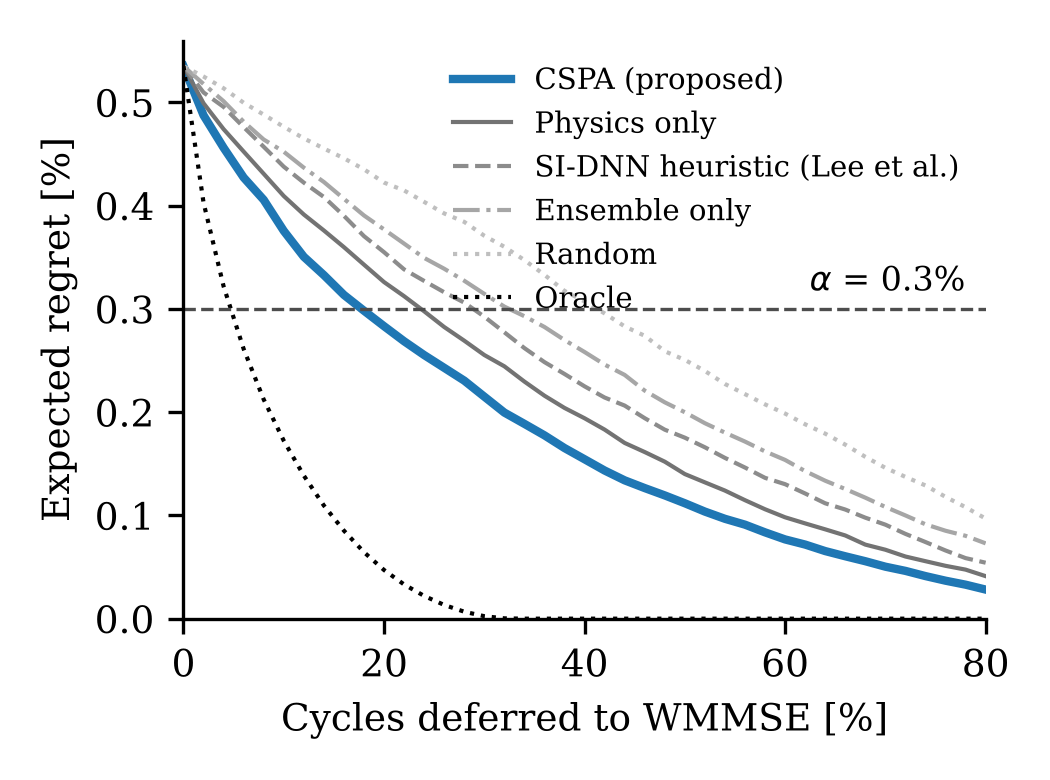 CSPA (proposed)
Physics only
SI-DNN heuristic (Lee et al.)
Ensemble only
Random
Oracle
α = 0.3%
Expected regret [%]
0.5
0.4
0.3
0.2
0.1
0.0
0 20 40 60 80
Cycles deferred to WMMSE [%]